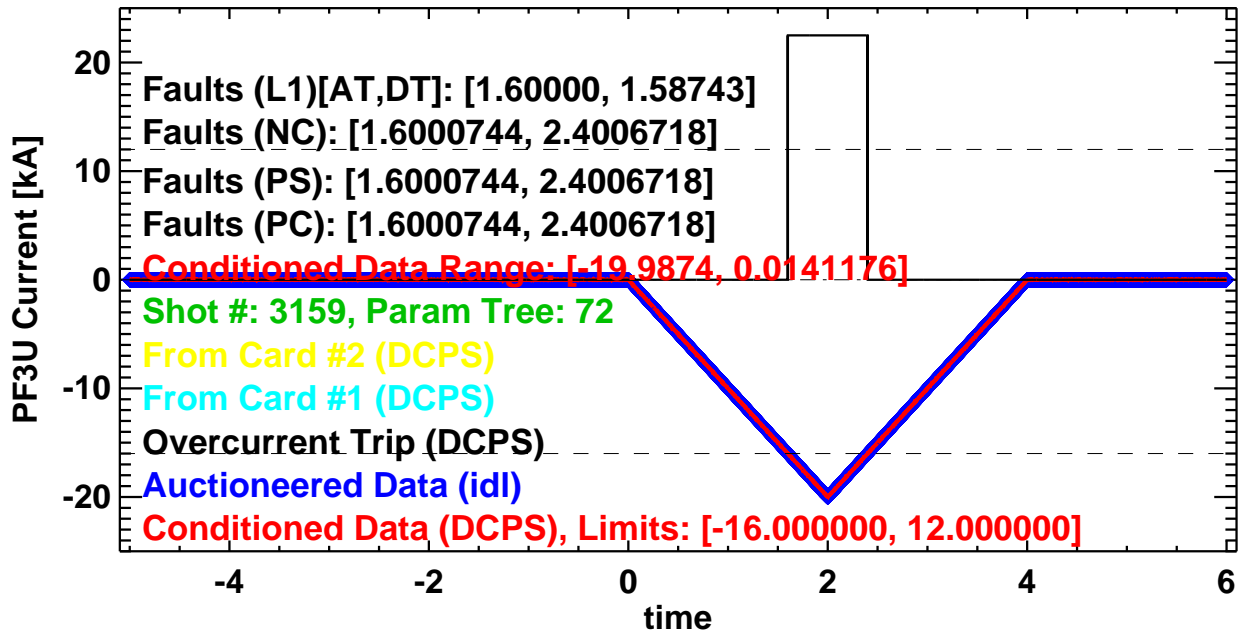 20
10
0
-10
-20
PF3U Current [kA]
Faults (L1)[AT,DT]: [1.60000, 1.58743]
Faults (NC): [1.6000744, 2.4006718]
Faults (PS): [1.6000744, 2.4006718]
Faults (PC): [1.6000744, 2.4006718]
Conditioned Data Range: [-19.9874, 0.0141176]
Shot #: 3159, Param Tree: 72
From Card #2 (DCPS)
From Card #1 (DCPS)
Overcurrent Trip (DCPS)
Auctioneered Data (idl)
Conditioned Data (DCPS), Limits: [-16.000000, 12.000000]
-4
-2
0
2
4
6
time